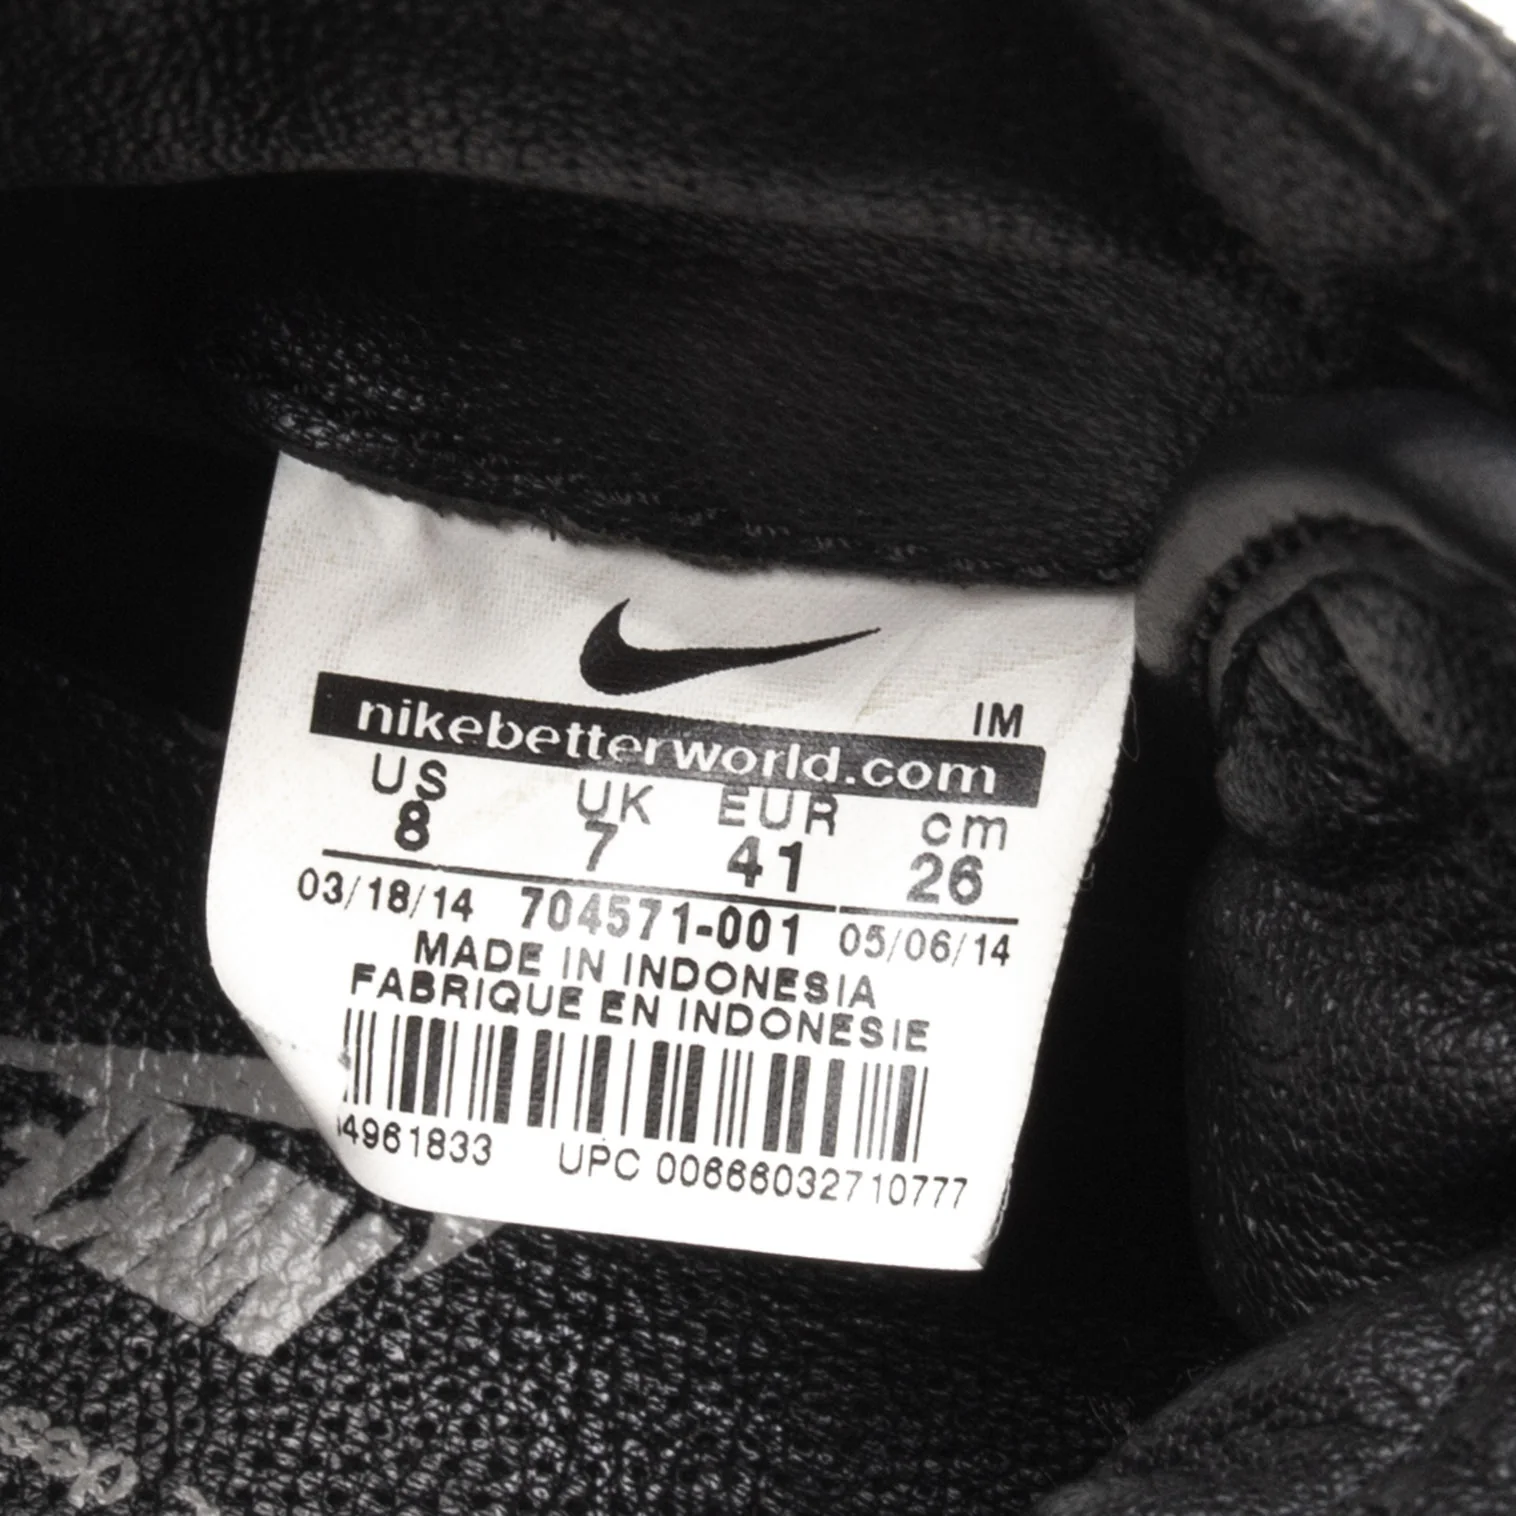 IM
nikebetterworld.com
US UK EUR cm
8 7 41 26
03/18/14 704571-001 05/06/14
MADE IN INDONESIA
FABRIQUE EN INDONESIE
4961833 UPC 00666032710777